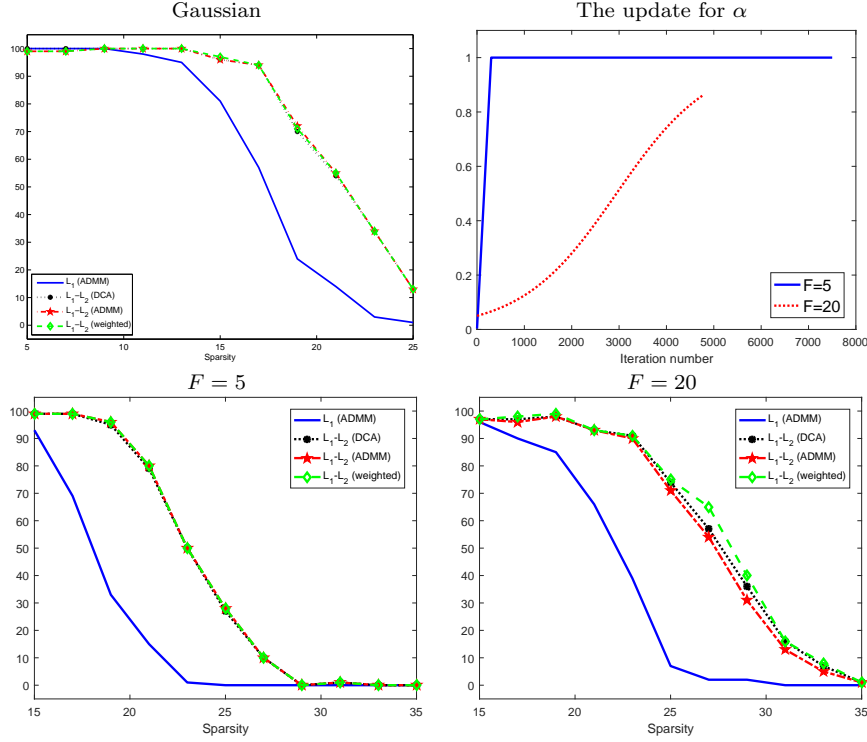 Gaussian
100
90
80
70
60
50
40
30
20
10
0
5
10
15
20
25
Sparsity
L1 (ADMM)
L1-L2 (DCA)
L1-L2 (ADMM)
L1-L2 (weighted)
The update for α
1
0.8
0.6
0.4
0.2
0
0
1000
2000
3000
4000
5000
6000
7000
8000
Iteration number
F=5
F=20
F = 5
100
90
80
70
60
50
40
30
20
10
0
15
20
25
30
35
Sparsity
L1 (ADMM)
L1-L2 (DCA)
L1-L2 (ADMM)
L1-L2 (weighted)
F = 20
100
90
80
70
60
50
40
30
20
10
0
15
20
25
30
35
Sparsity
L1 (ADMM)
L1-L2 (DCA)
L1-L2 (ADMM)
L1-L2 (weighted)